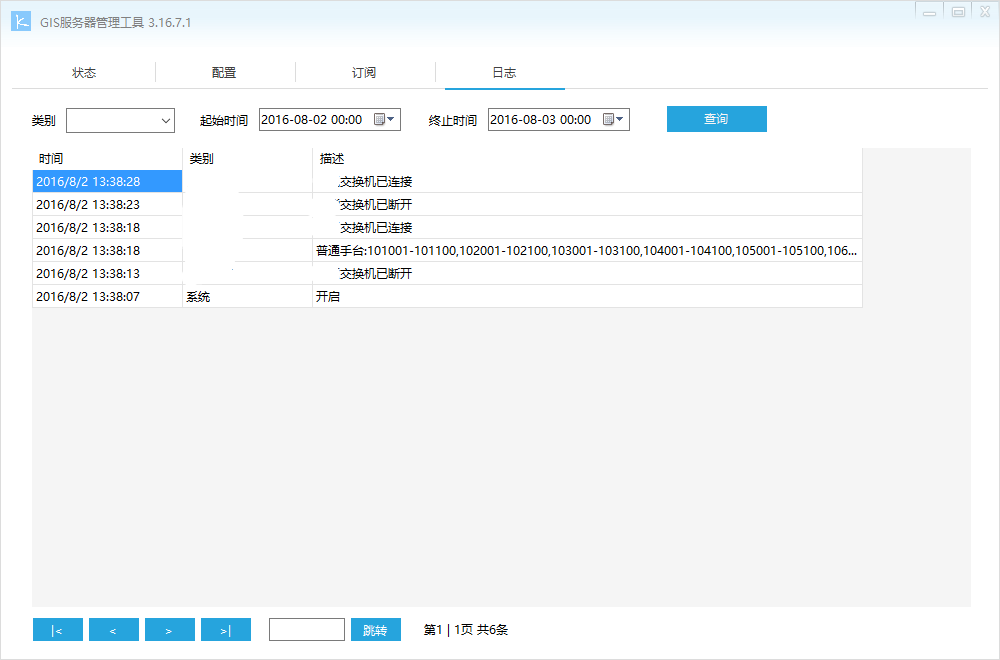 GIS服务器管理工具 3.16.7.1
状态 配置 订阅 日志
类别 起始时间 2016-08-02 00:00 终止时间 2016-08-03 00:00 查询
时间 类别 描述
2016/8/2 13:38:28 交换机已连接
2016/8/2 13:38:23 交换机已断开
2016/8/2 13:38:18 交换机已连接
2016/8/2 13:38:18 普通手台:101001-101100,102001-102100,103001-103100,104001-104100,105001-105100,106...
2016/8/2 13:38:13 交换机已断开
2016/8/2 13:38:07 系统 开启
|< < > >| 跳转 第1 | 1页 共6条